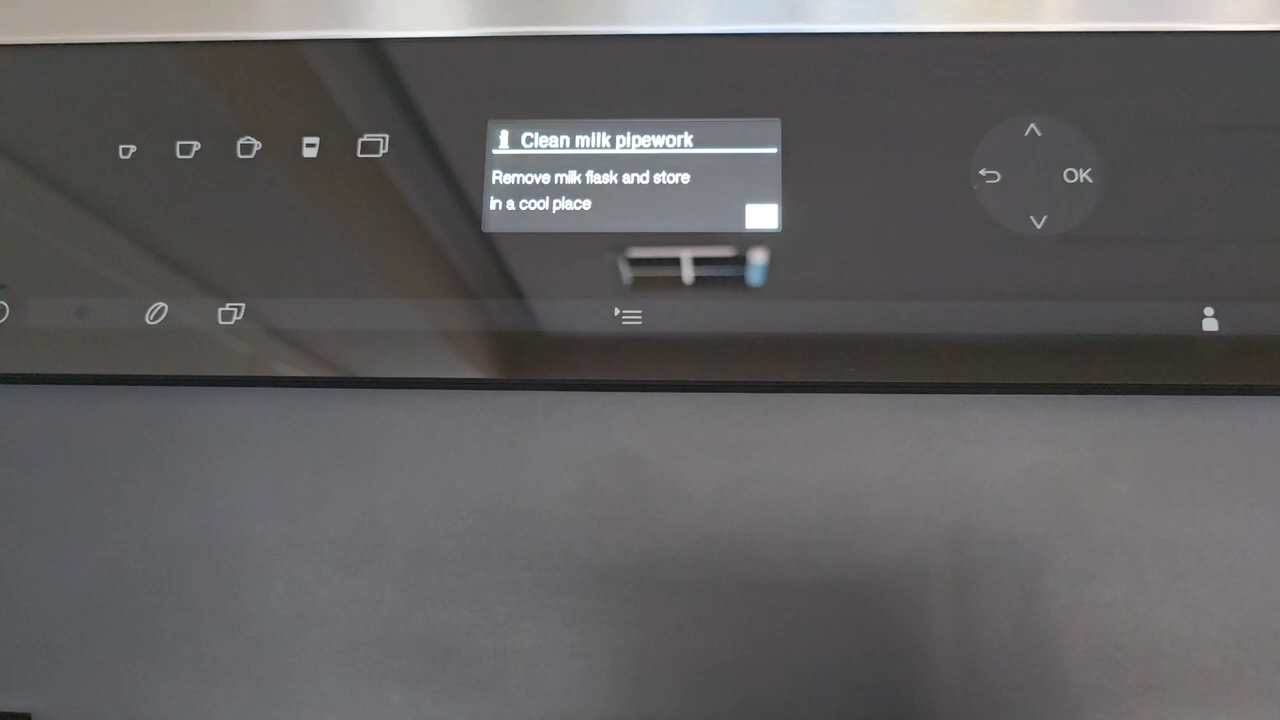 Clean milk pipework
Remove milk flask and store
in a cool place
OK